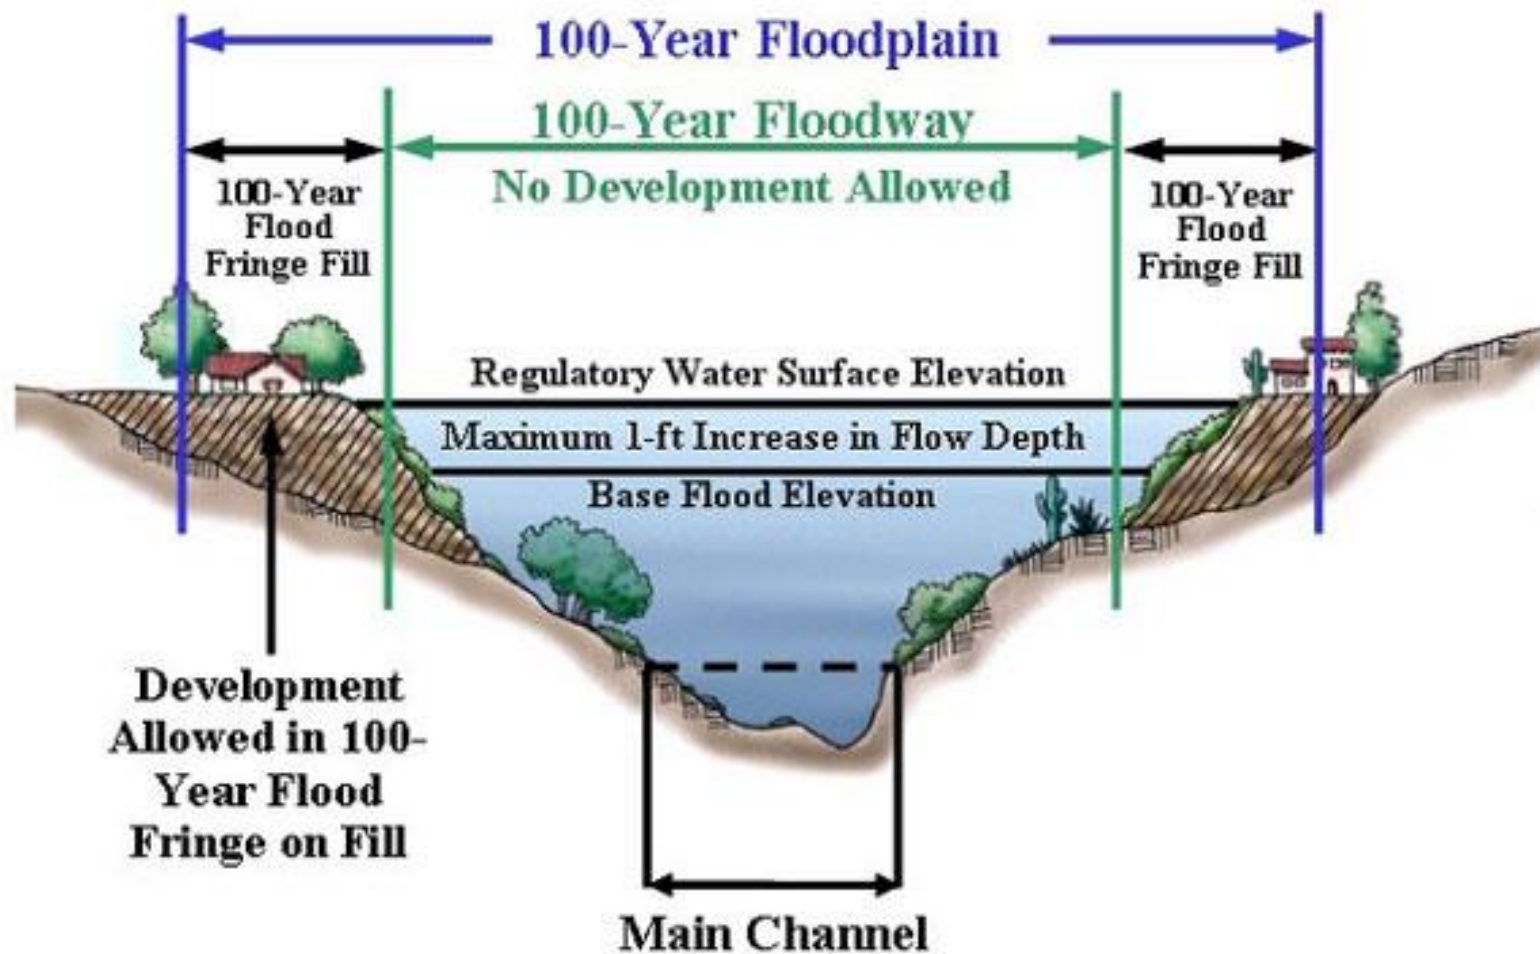 100-Year Floodplain
100-Year Floodway
No Development Allowed
100-Year
Flood
Fringe Fill
100-Year
Flood
Fringe Fill
Regulatory Water Surface Elevation
Maximum 1-ft Increase in Flow Depth
Base Flood Elevation
Development
Allowed in 100-
Year Flood
Fringe on Fill
Main Channel